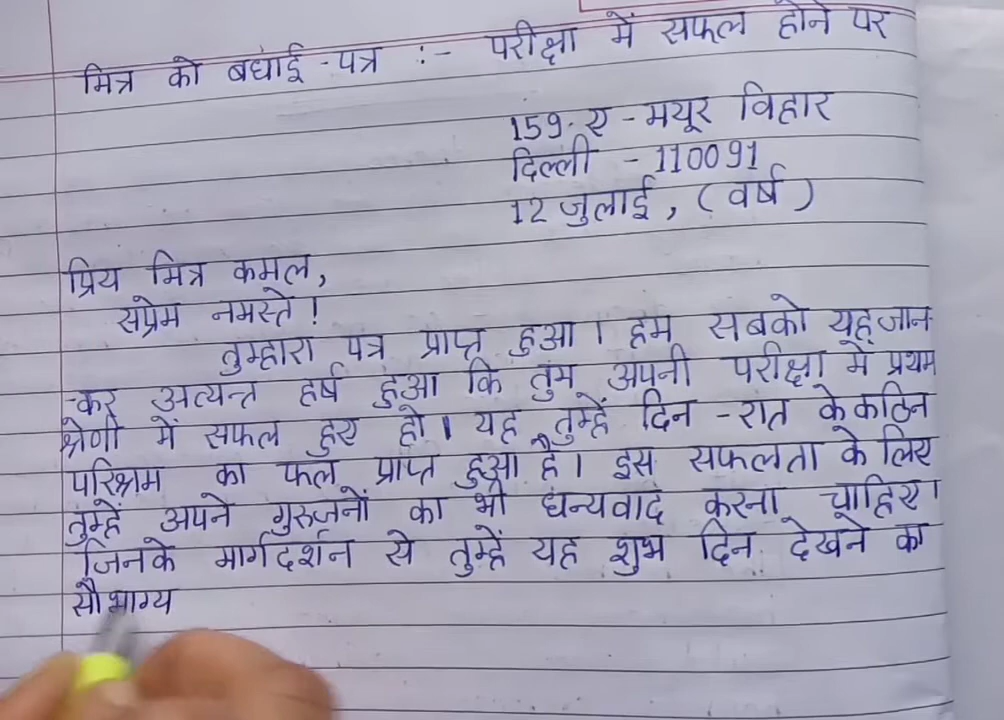 मित्र को बधाई-पत्र :- परीक्षा में सफल होने पर
159-ए-मयूर विहार
दिल्ली - 110091
12 जुलाई, (वर्ष)
प्रिय मित्र कमल,
सप्रेम नमस्ते !
तुम्हारा पत्र प्राप्त हुआ । हम सबको यह जान-
-कर अत्यन्त हर्ष हुआ कि तुम अपनी परीक्षा में प्रथम
श्रेणी में सफल हुए हो । यह तुम्हें दिन-रात के कठिन
परिश्रम का फल प्राप्त हुआ है । इस सफलता के लिए
तुम्हें अपने गुरुजनों का भी धन्यवाद करना चाहिए ।
जिनके मार्गदर्शन से तुम्हें यह शुभ दिन देखने का
सौभाग्य